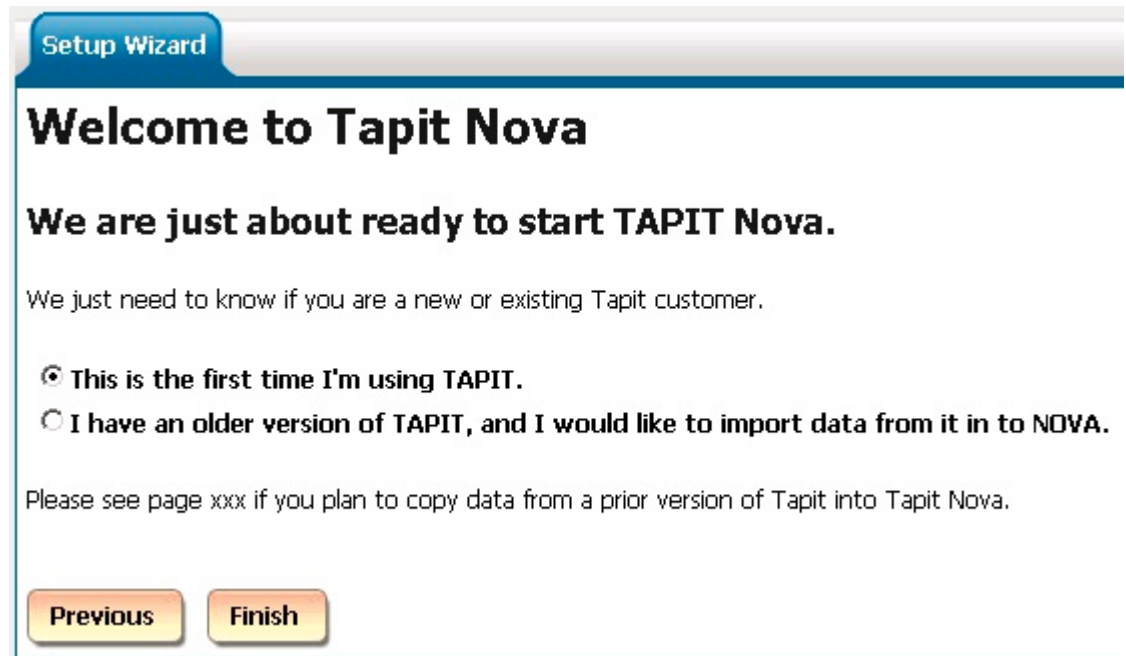 Setup Wizard
Welcome to Tapit Nova
We are just about ready to start TAPIT Nova.
We just need to know if you are a new or existing Tapit customer.
This is the first time I'm using TAPIT.
I have an older version of TAPIT, and I would like to import data from it in to NOVA.
Please see page xxx if you plan to copy data from a prior version of Tapit into Tapit Nova.
Previous Finish